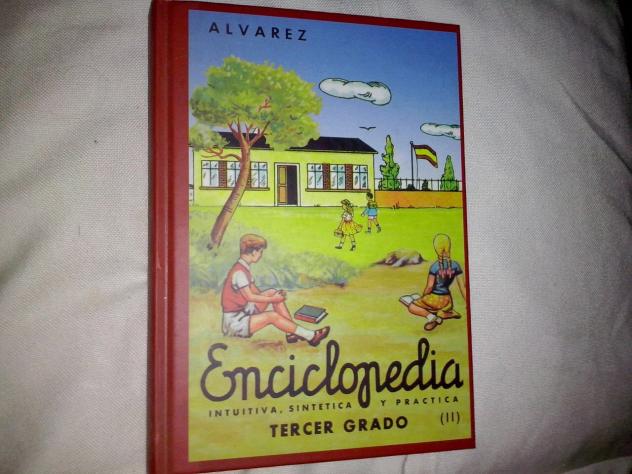 ALVAREZ
Enciclopedia
INTUITIVA, SINTETICA Y PRACTICA
TERCER GRADO (II)